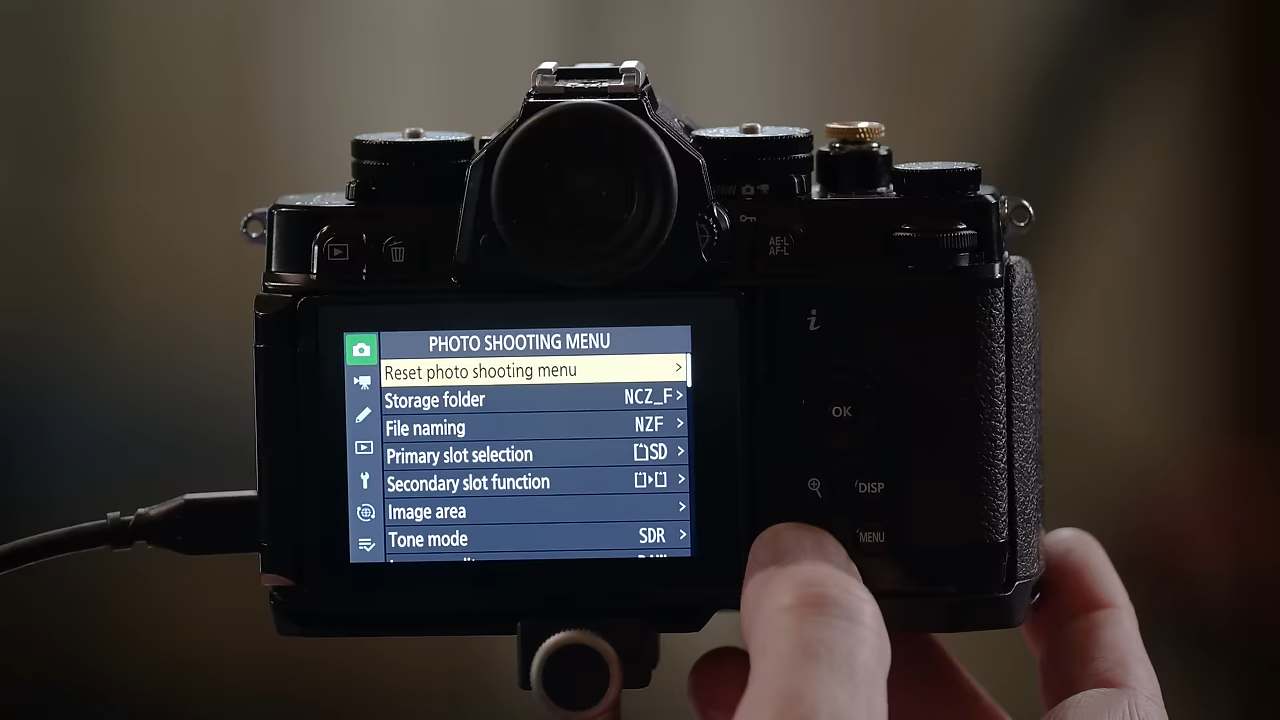 AE-L
AF-L
i
PHOTO SHOOTING MENU
Reset photo shooting menu >
Storage folder NCZ_F >
File naming NZF >
Primary slot selection SD >
Secondary slot function >
Image area >
Tone mode SDR >
OK
DISP
MENU